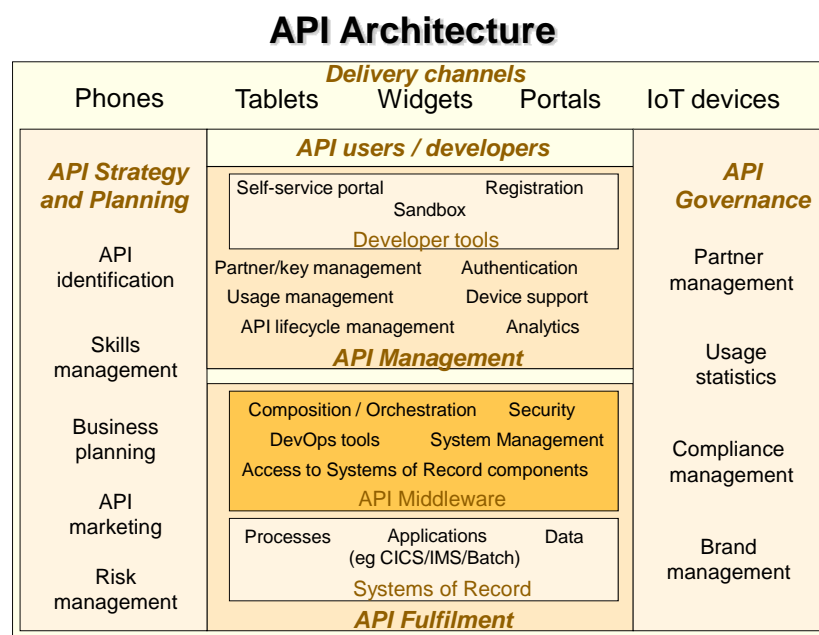 API Architecture
Delivery channels
Phones Tablets Widgets Portals IoT devices
API Strategy
and Planning
API
identification
Skills
management
Business
planning
API
marketing
Risk
management
API users / developers
Self-service portal Registration
Sandbox
Developer tools
Partner/key management Authentication
Usage management Device support
API lifecycle management Analytics
API Management
Composition / Orchestration Security
DevOps tools System Management
Access to Systems of Record components
API Middleware
Processes Applications Data
(eg CICS/IMS/Batch)
Systems of Record
API Fulfilment
API
Governance
Partner
management
Usage
statistics
Compliance
management
Brand
management